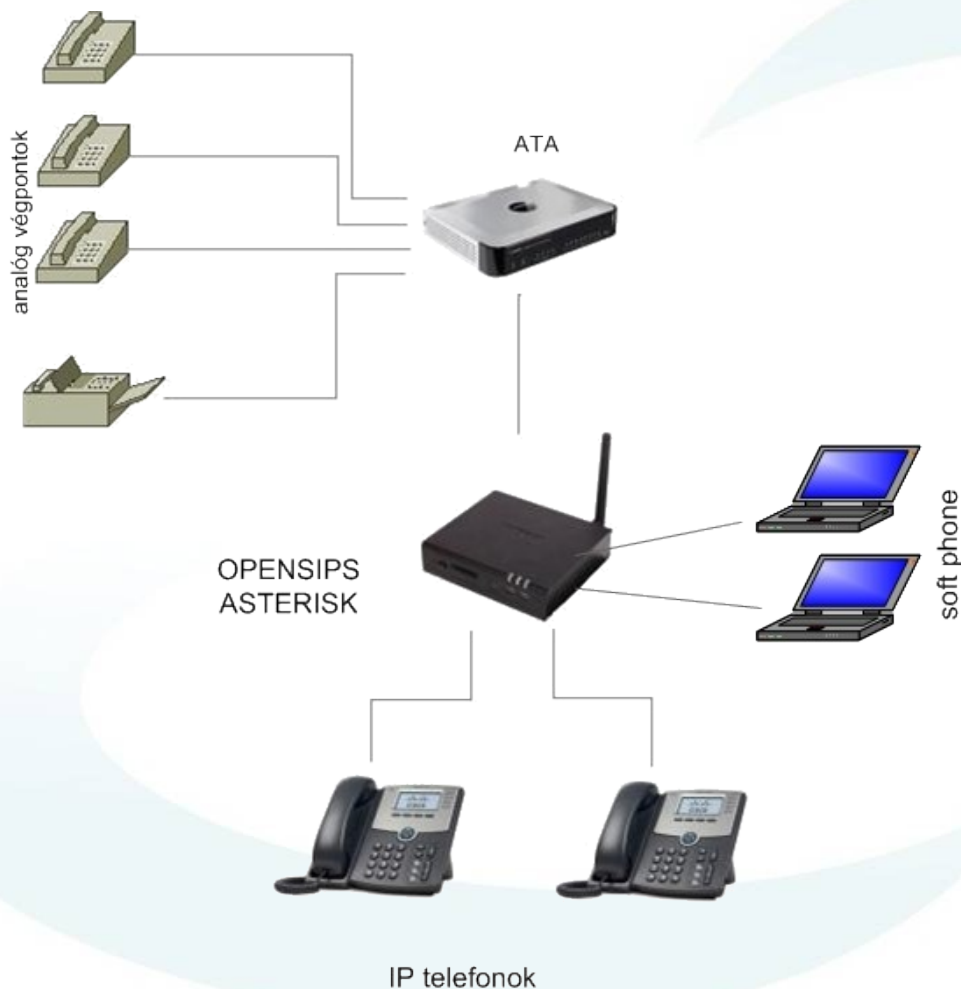 ATA
analóg végpontok
OPENSIPS
ASTERISK
soft phone
IP telefonok